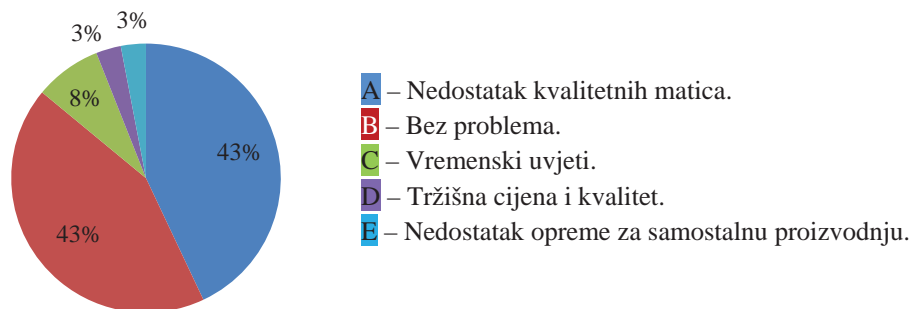 3%
3%
8%
43%
43%
A – Nedostatak kvalitetnih matica.
B – Bez problema.
C – Vremenski uvjeti.
D – Tržišna cijena i kvalitet.
E – Nedostatak opreme za samostalnu proizvodnju.